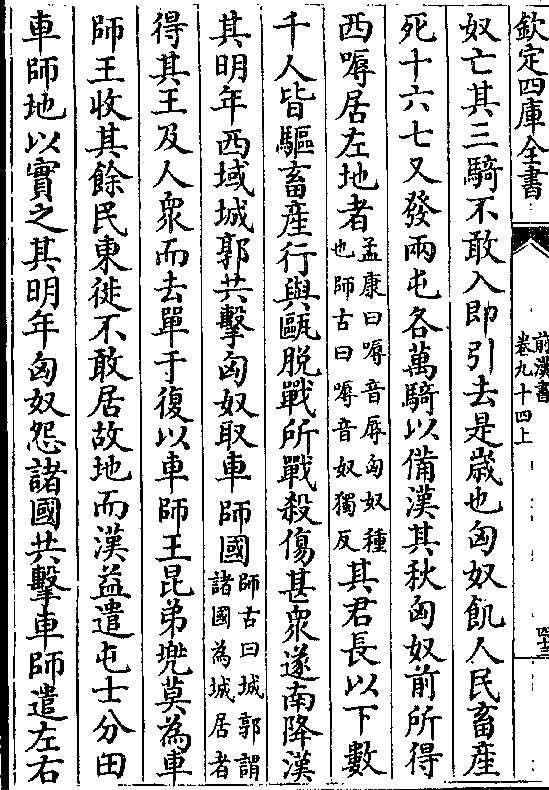 欽定四庫全書
前漢書
卷九十四上
奴亡其三騎不敢入即引去是歲也匈奴飢人民畜產
死十六七又發兩屯各萬騎以備漢其秋匈奴前所得
西嗕居左地者
孟康曰嗕音辱匈奴種
也師古曰嗕音奴獨反
其君長以下數
千人皆驅畜產行與甌脫戰所戰殺傷甚衆遂南降漢
其明年西域城郭共擊匈奴取車師國
師古曰城郭謂
諸國為城居者
得其王及人衆而去單于復以車師王昆弟兜莫為車
師王收其餘民東徙不敢居故地而漢益遣屯士分田
車師地以實之其明年匈奴怨諸國共擊車師遣左右